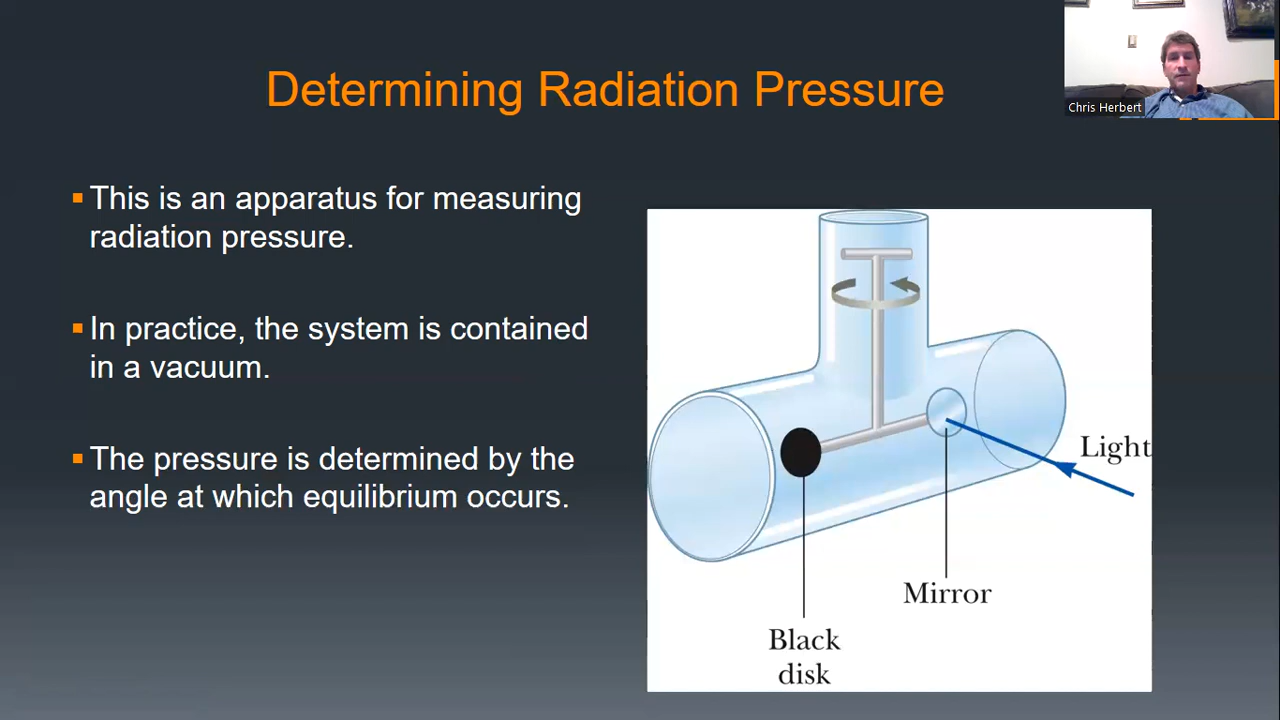 Determining Radiation Pressure
Chris Herbert
This is an apparatus for measuring
radiation pressure.
In practice, the system is contained
in a vacuum.
The pressure is determined by the
angle at which equilibrium occurs.
Light
Mirror
Black
disk